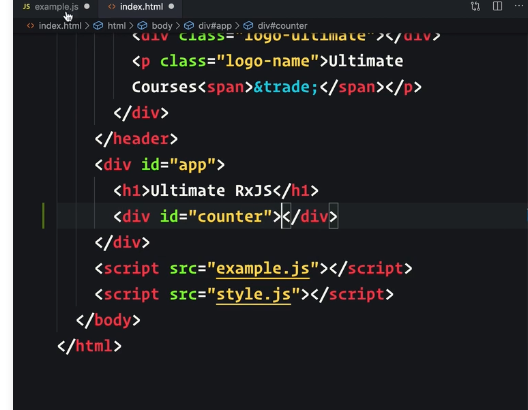 JS example.js ● <> index.html ●
<> index.html > html > body > div#app > div#counter
<div class="logo-ultimate"></div>
<p class="logo-name">Ultimate
Courses<span>&trade;</span></p>
</div>
</header>
<div id="app">
<h1>Ultimate RxJS</h1>
<div id="counter"></div>
</div>
<script src="example.js"></script>
<script src="style.js"></script>
</body>
</html>